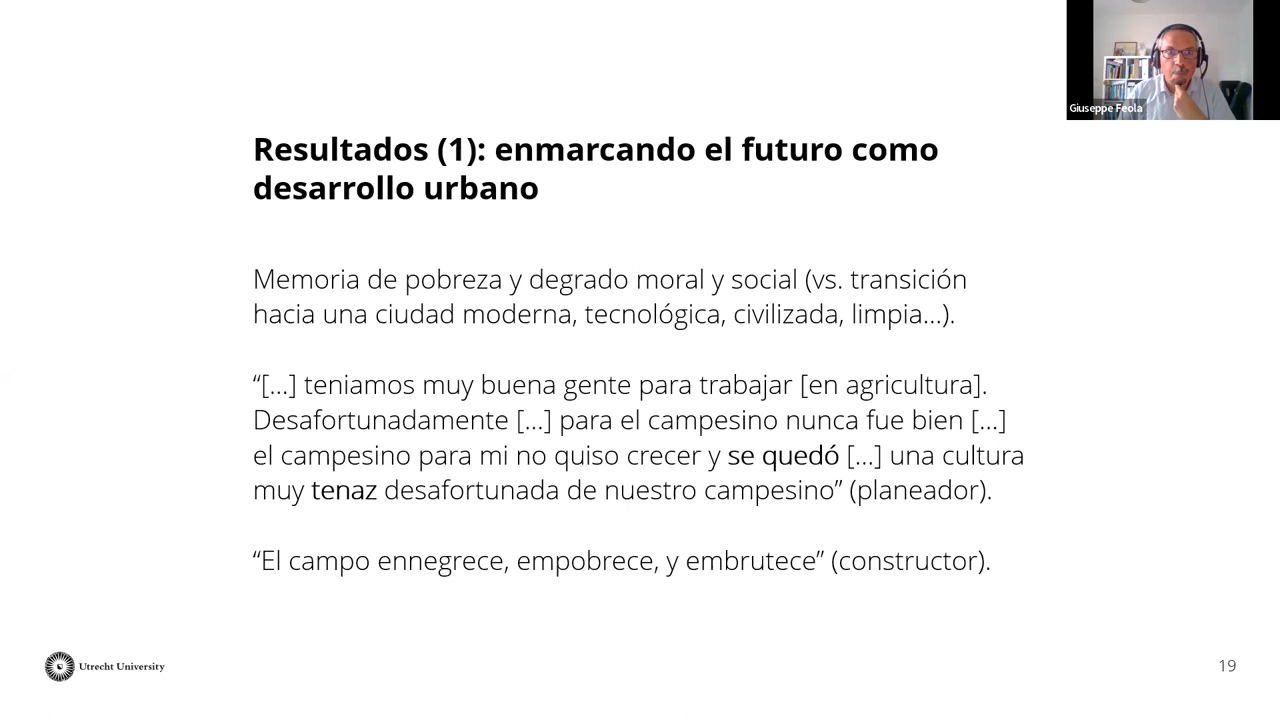 Giuseppe Feola
Resultados (1): enmarcando el futuro como
desarrollo urbano
Memoria de pobreza y degrado moral y social (vs. transición
hacia una ciudad moderna, tecnológica, civilizada, limpia...).
“[...] teniamos muy buena gente para trabajar [en agricultura].
Desafortunadamente [...] para el campesino nunca fue bien [...]
el campesino para mi no quiso crecer y se quedó [...] una cultura
muy tenaz desafortunada de nuestro campesino” (planeador).
“El campo ennegrece, empobrece, y embrutece” (constructor).
Utrecht University
19